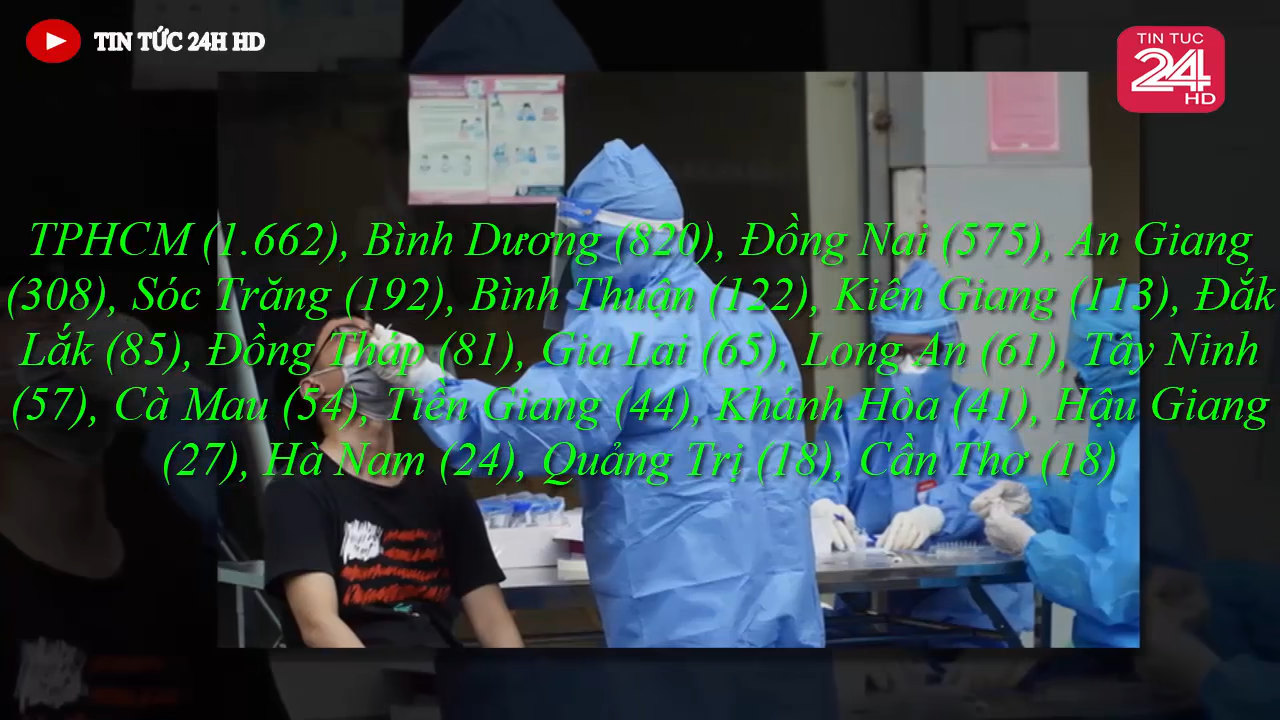 TIN TỨC 24H HD
TIN TUC
24
HD
TPHCM (1.662), Bình Dương (820), Đồng Nai (575), An Giang
(308), Sóc Trăng (192), Bình Thuận (122), Kiên Giang (113), Đắk
Lắk (85), Đồng Tháp (81), Gia Lai (65), Long An (61), Tây Ninh
(57), Cà Mau (54), Tiền Giang (44), Khánh Hòa (41), Hậu Giang
(27), Hà Nam (24), Quảng Trị (18), Cần Thơ (18)